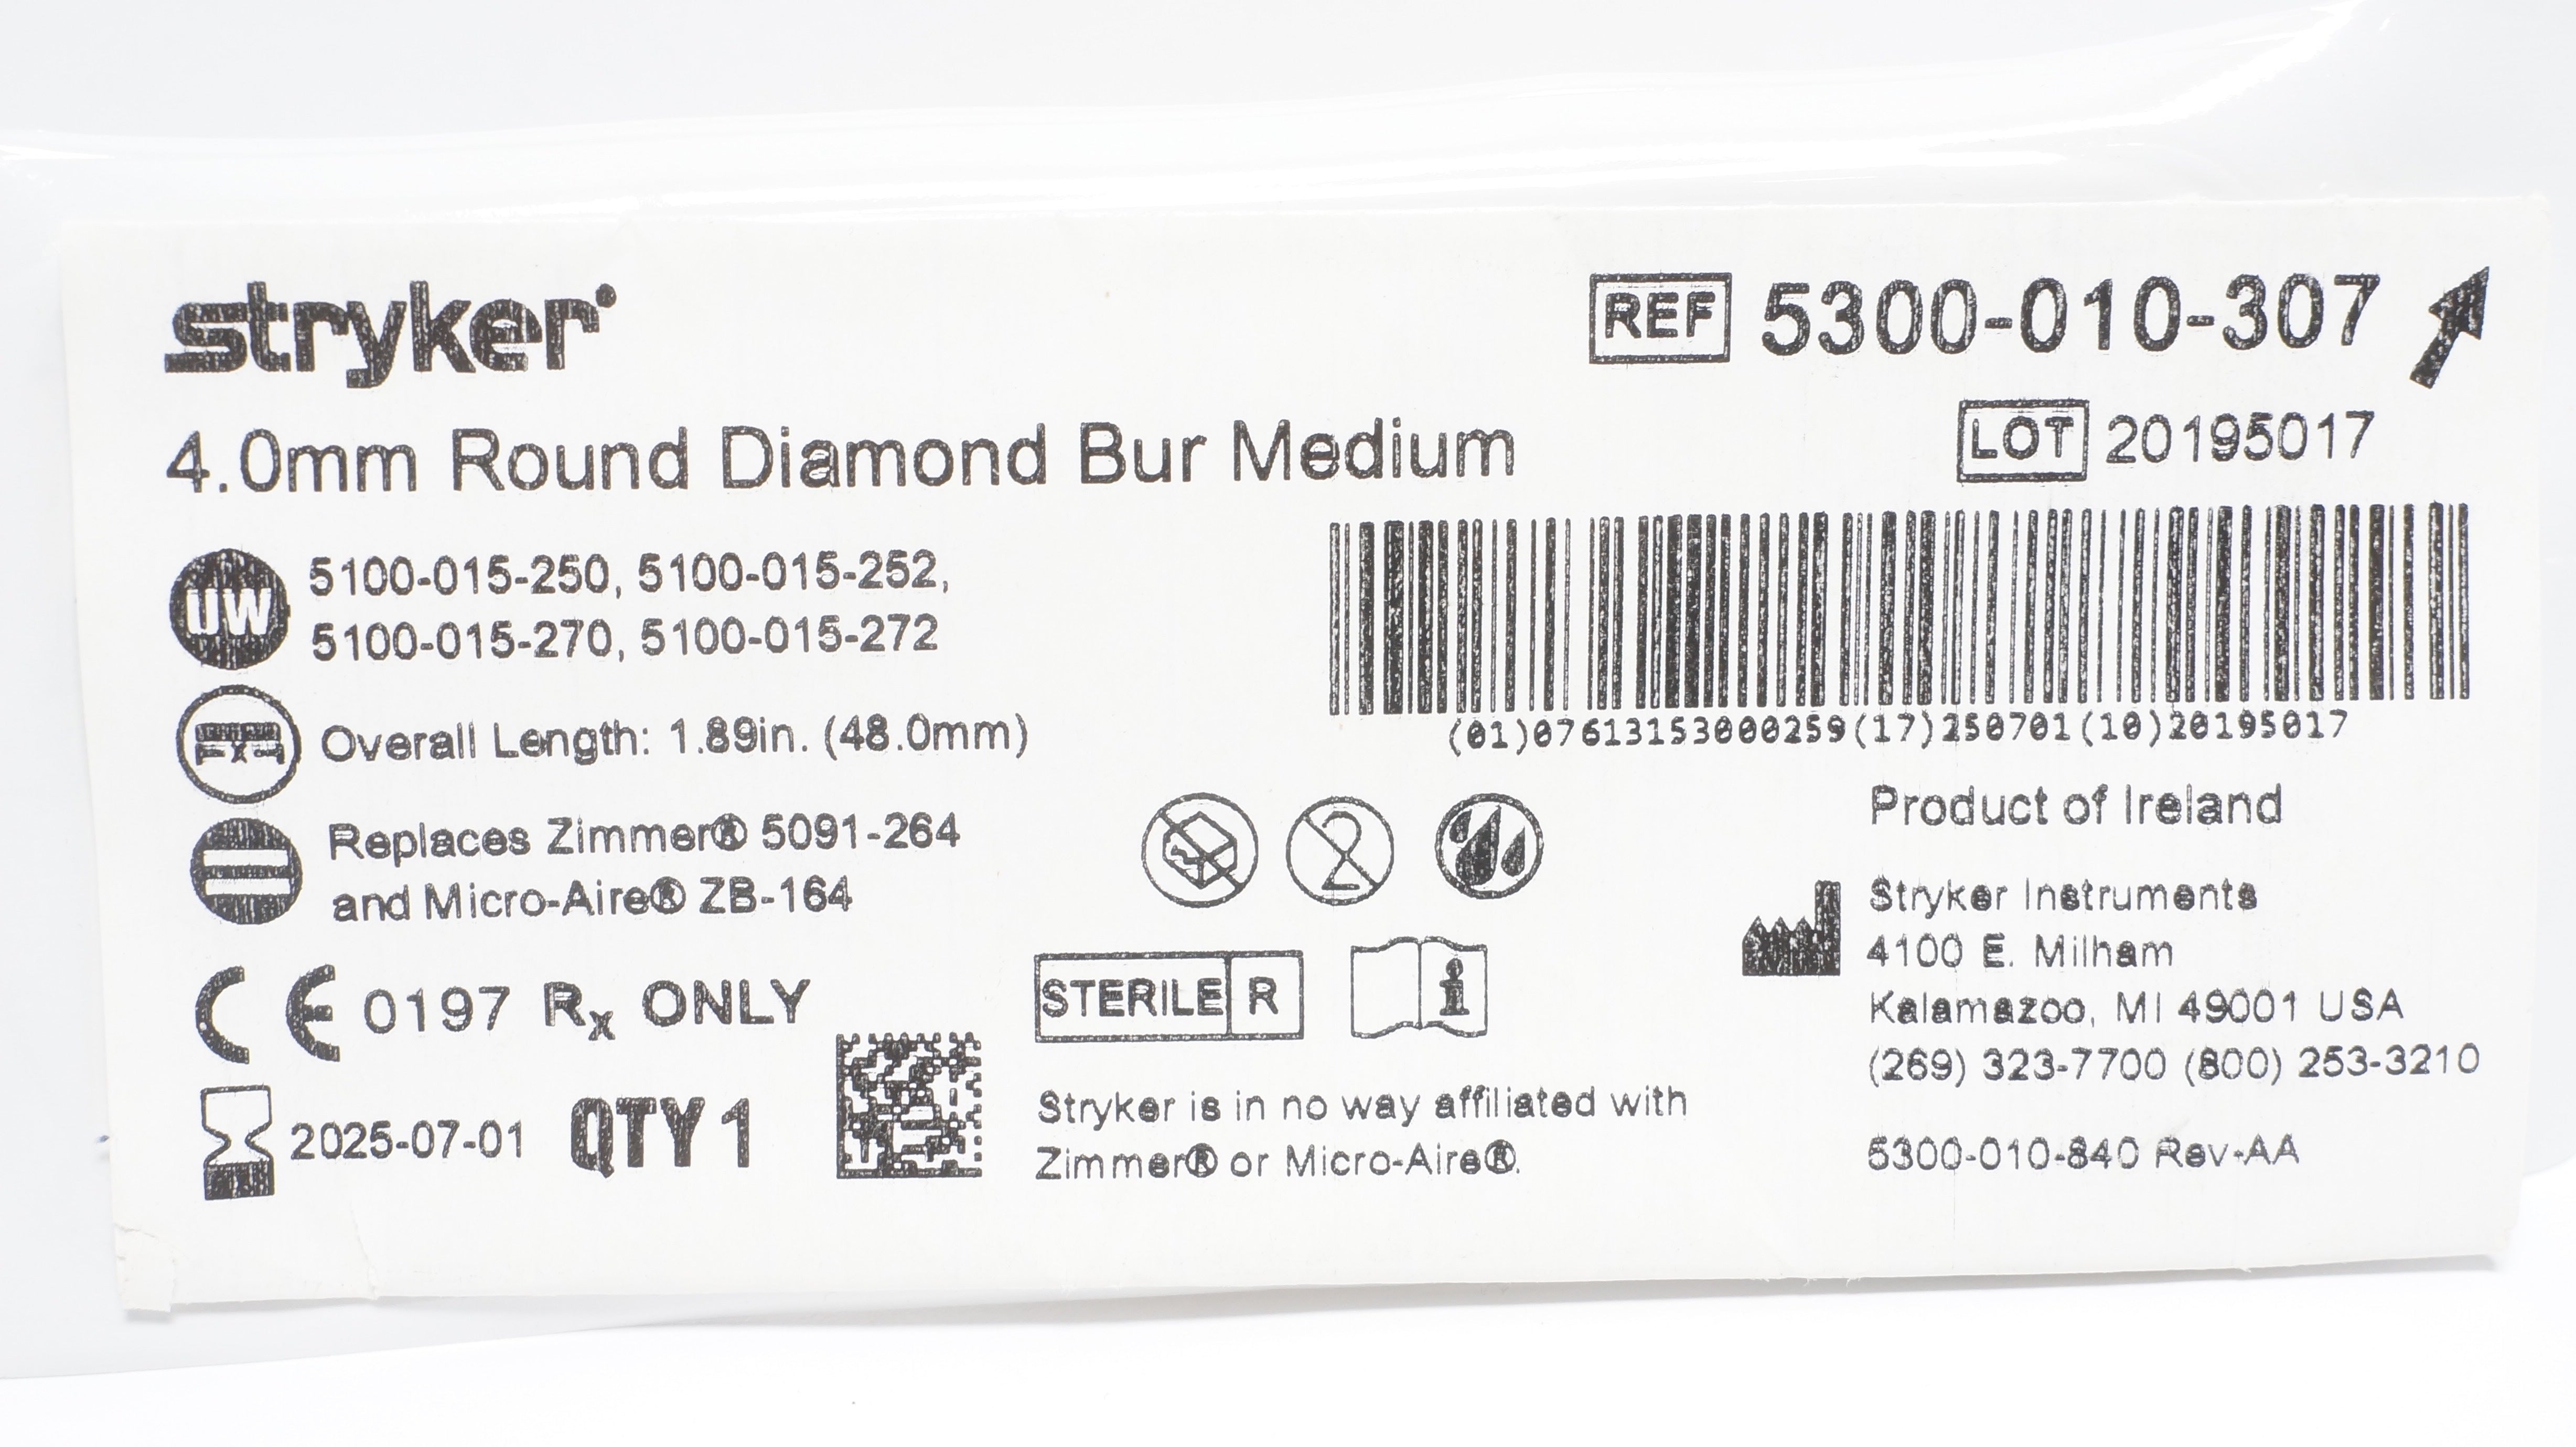 stryker®
REF 5300-010-307
4.0mm Round Diamond Bur Medium
LOT 20195017
UW 5100-015-250, 5100-015-252,
5100-015-270, 5100-015-272
(01)07613153000259(17)250701(10)20195017
Overall Length: 1.89in. (48.0mm)
Replaces Zimmer® 5091-264
and Micro-Aire® ZB-164
2
Product of Ireland
Stryker Instruments
4100 E. Milham
Kalamazoo, MI 49001 USA
(269) 323-7700 (800) 253-3210
CE 0197 Rx ONLY
STERILE R
i
2025-07-01 QTY 1
Stryker is in no way affiliated with
Zimmer® or Micro-Aire®.
5300-010-840 Rev-AA